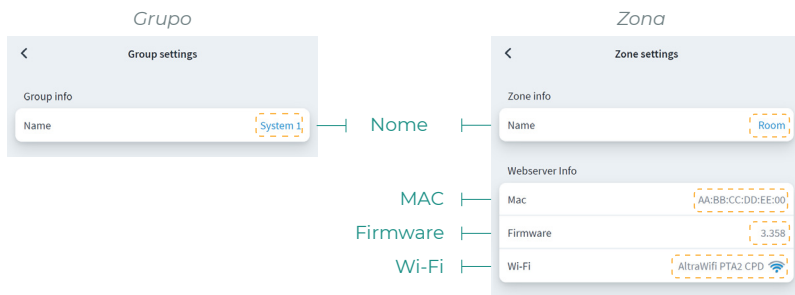 Grupo
Group settings
Group info
Name System 1
Nome
MAC
Firmware
Wi-Fi
Zona
Zone settings
Zone info
Name Room
Webserver Info
Mac AA:BB:CC:DD:EE:00
Firmware 3.358
Wi-Fi AltraWifi PTA2 CPD